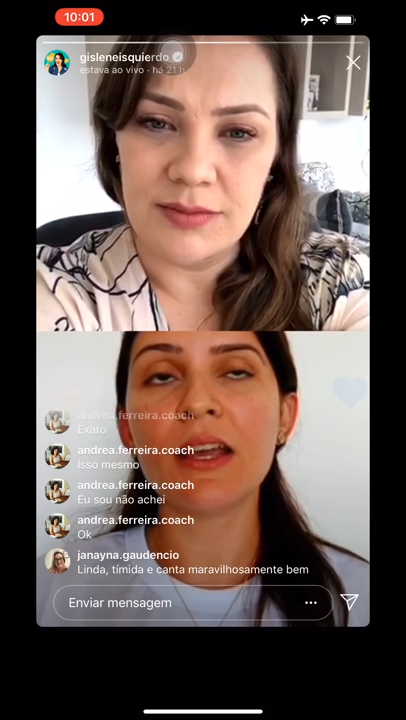 10:01
gisleneisquierdo
estava ao vivo · há 21 h
andrea.ferreira.coach
Exato
andrea.ferreira.coach
Isso mesmo
andrea.ferreira.coach
Eu sou não achei
andrea.ferreira.coach
Ok
janayna.gaudencio
Linda, tímida e canta maravilhosamente bem
Enviar mensagem